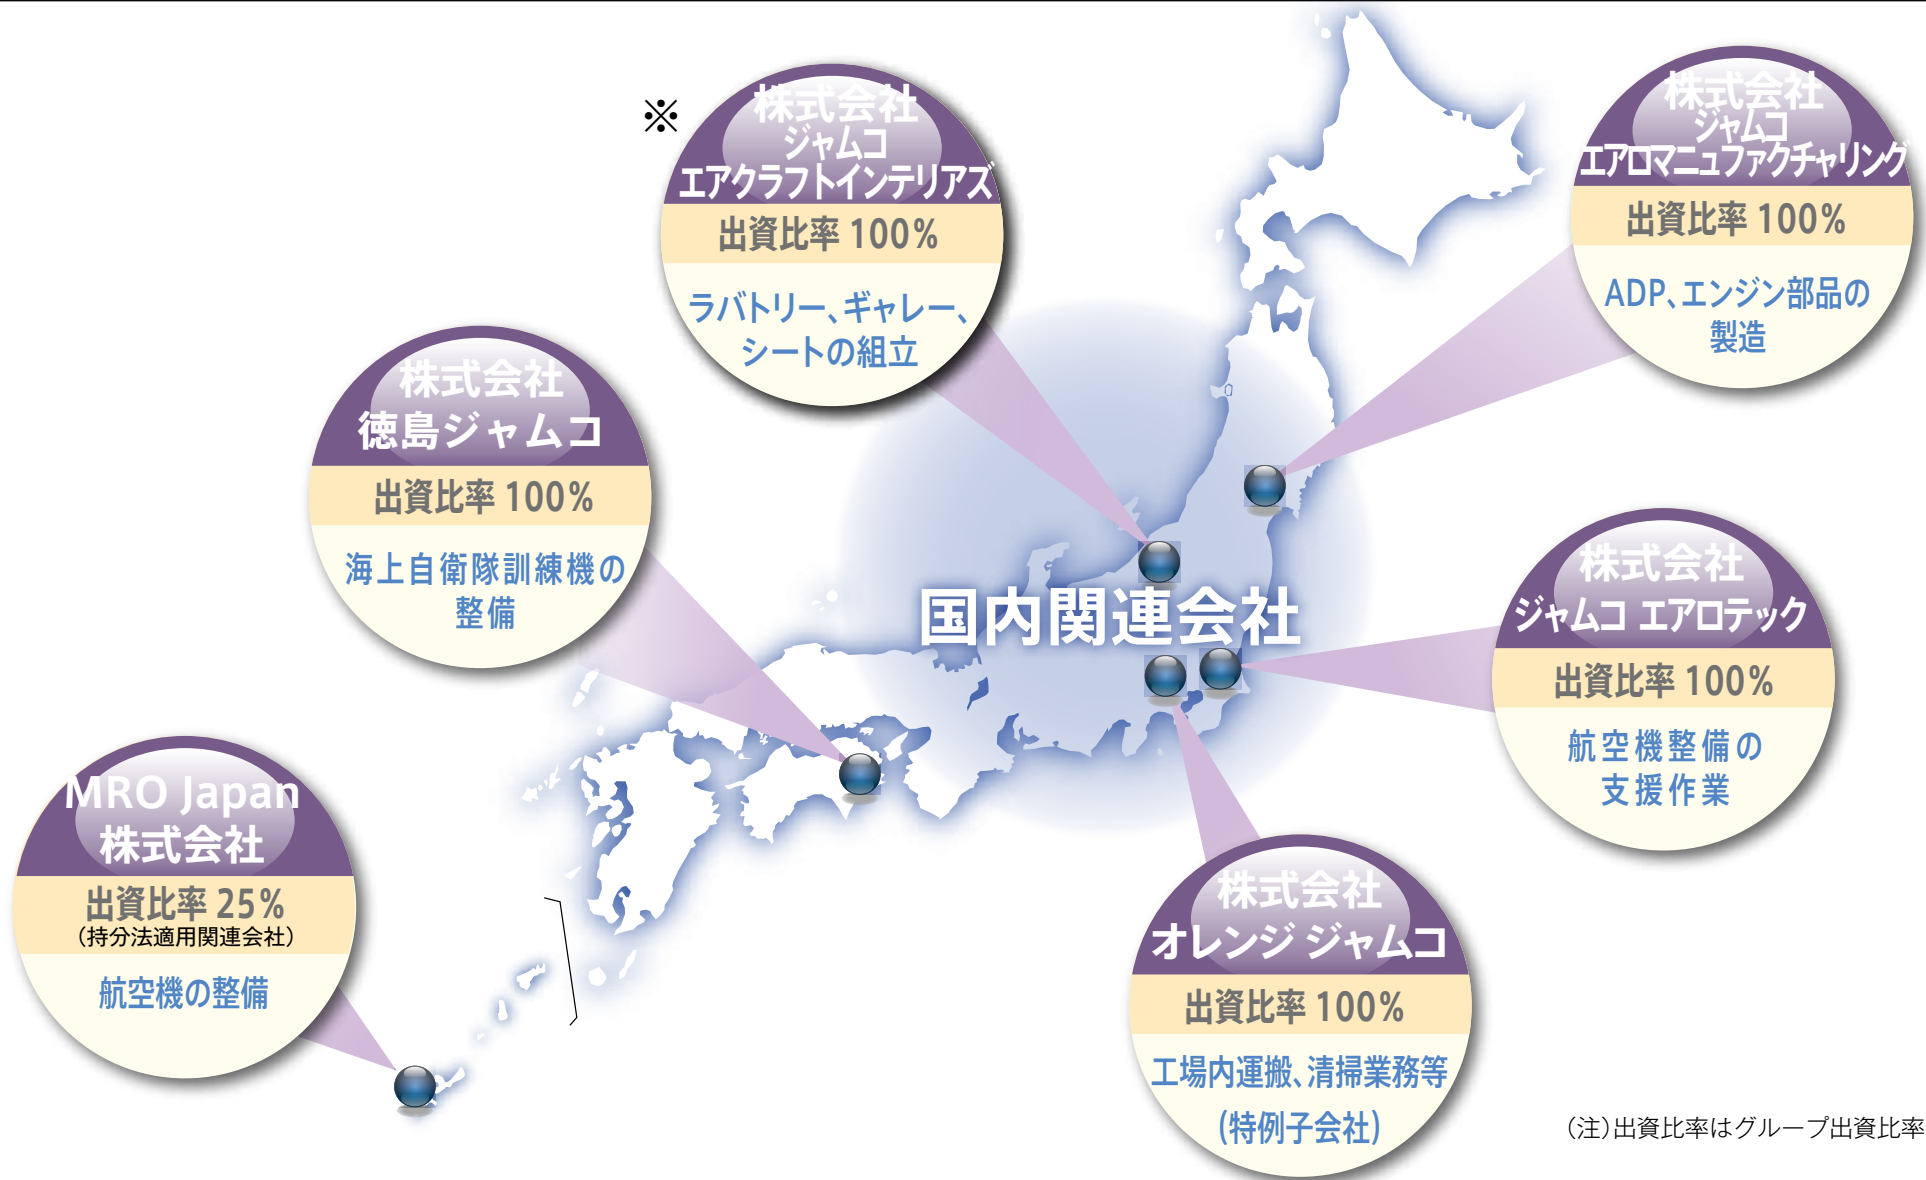 ※
株式会社
ジャムコ
エアクラフトインテリアズ
出資比率 100%
ラバトリー、ギャレー、
シートの組立
株式会社
ジャムコ
エアロマニュファクチャリング
出資比率 100%
ADP、エンジン部品の
製造
株式会社
徳島ジャムコ
出資比率 100%
海上自衛隊訓練機の
整備
国内関連会社
株式会社
ジャムコ エアロテック
出資比率 100%
航空機整備の
支援作業
MRO Japan
株式会社
出資比率 25%
（持分法適用関連会社）
航空機の整備
株式会社
オレンジ ジャムコ
出資比率 100%
工場内運搬、清掃業務等
(特例子会社)
（注）出資比率はグループ出資比率